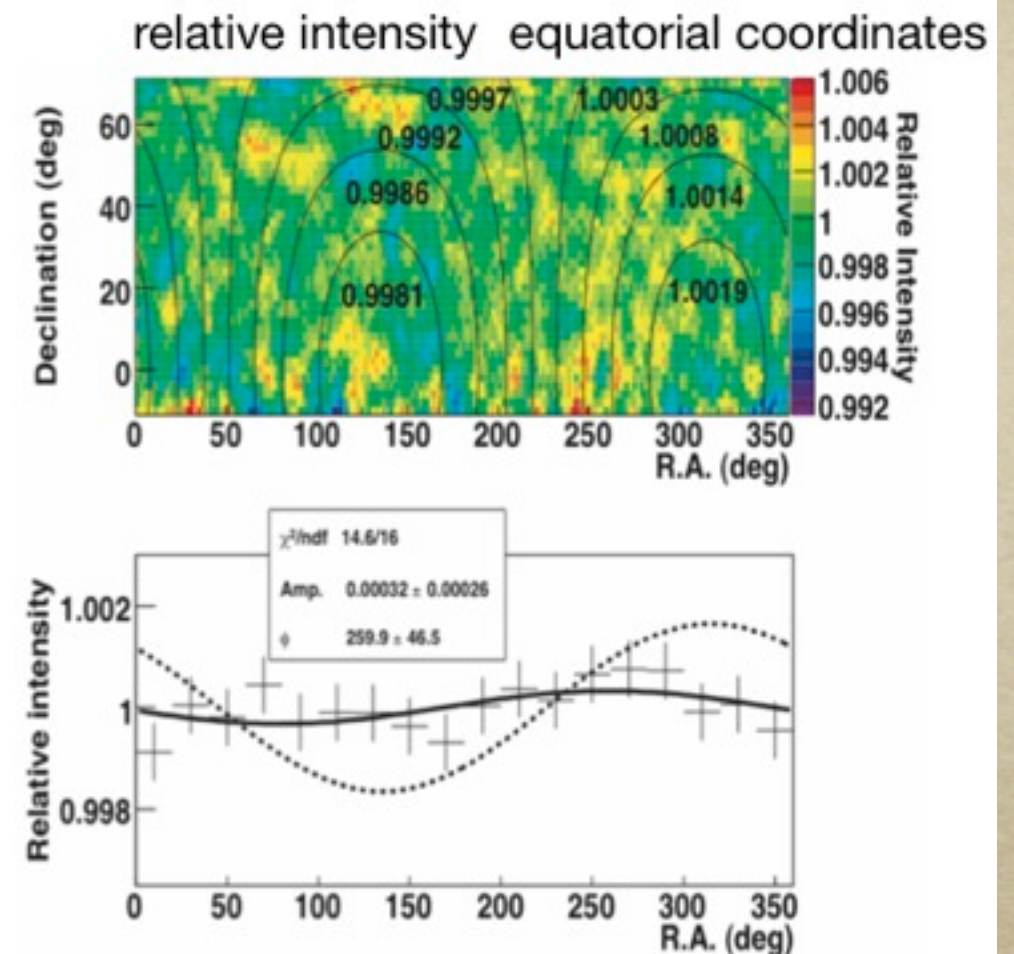 relative intensity equatorial coordinates
Declination (deg)
60
40
20
0
0.9997
1.0003
0.9992
1.0008
0.9986
1.0014
0.9981
1.0019
1.006
1.004
1.002
1
0.998
0.996
0.994
0.992
Relative Intensity
0 50 100 150 200 250 300 350
R.A. (deg)
χ²/ndf 14.6/16
Amp. 0.00032 ± 0.00026
ϕ 259.9 ± 46.5
Relative intensity
1.002
1
0.998
0 50 100 150 200 250 300 350
R.A. (deg)